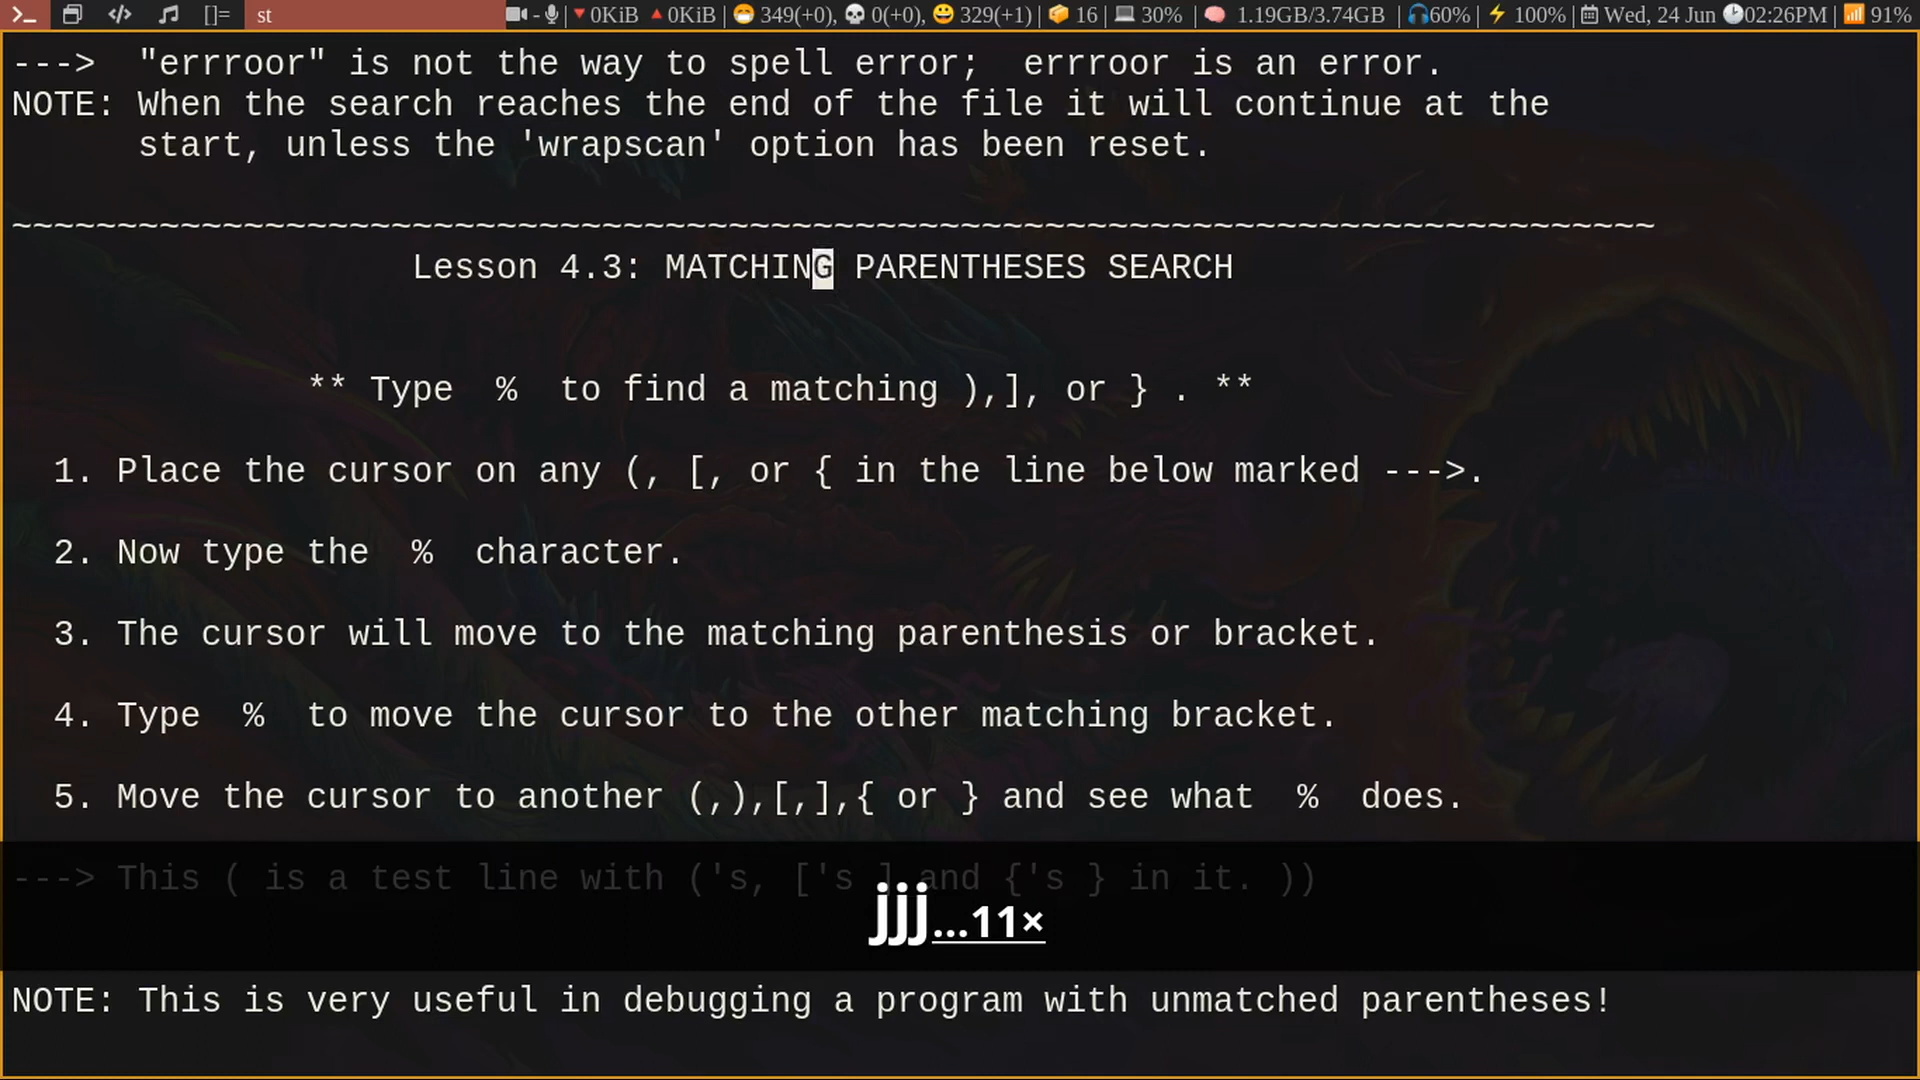 []= st - 0KiB 0KiB | 349(+0), 0(+0), 329(+1) | 16 | 30% | 1.19GB/3.74GB | 60% | 100% | Wed, 24 Jun 02:26PM | 91%
---> "errroor" is not the way to spell error;  errroor is an error.
NOTE: When the search reaches the end of the file it will continue at the
start, unless the 'wrapscan' option has been reset.
~~~~~~~~~~~~~~~~~~~~~~~~~~~~~~~~~~~~~~~~~~~~~~~~~~~~~~~~~~~~~~~~~~~~~~~~~~~~~~
Lesson 4.3: MATCHING PARENTHESES SEARCH
** Type  %  to find a matching ),], or } . **
1. Place the cursor on any (, [, or { in the line below marked --->.
2. Now type the  %  character.
3. The cursor will move to the matching parenthesis or bracket.
4. Type  %  to move the cursor to the other matching bracket.
5. Move the cursor to another (,),[,],{ or } and see what  %  does.
---> This ( is a test line with ('s, ['s ] and {'s } in it. ))
jjj...11×
NOTE: This is very useful in debugging a program with unmatched parentheses!